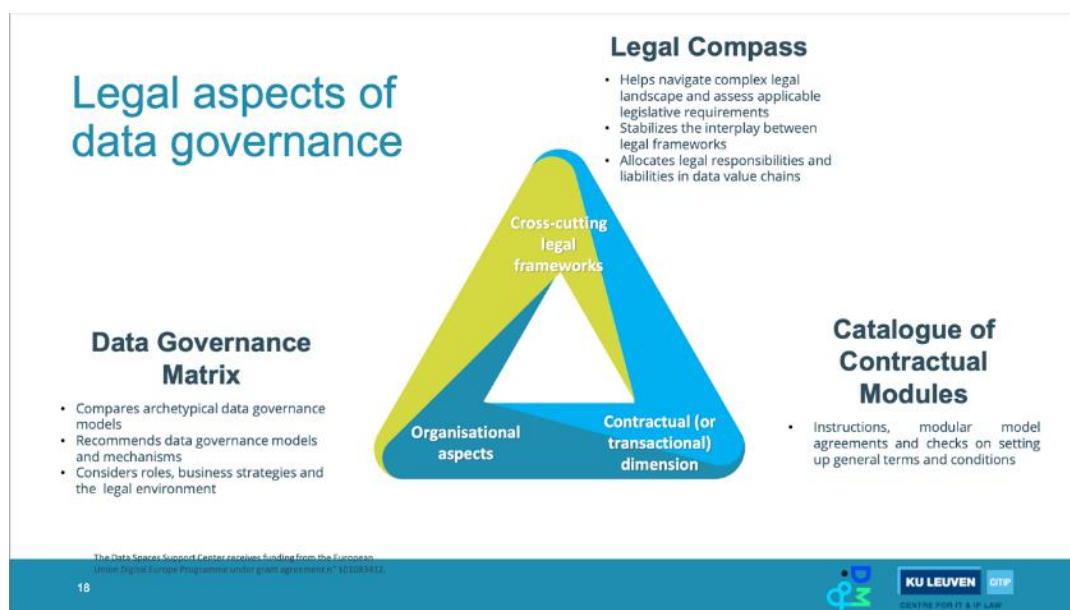 Legal aspects of
data governance
Legal Compass
• Helps navigate complex legal
landscape and assess applicable
legislative requirements
• Stabilizes the interplay between
legal frameworks
• Allocates legal responsibilities and
liabilities in data value chains
Cross-cutting
legal
frameworks
Data Governance
Matrix
• Compares archetypical data governance
models
• Recommends data governance models
and mechanisms
• Considers roles, business strategies and
the legal environment
Organisational
aspects
Contractual (or
transactional)
dimension
Catalogue of
Contractual
Modules
• Instructions, modular model
agreements and checks on setting
up general terms and conditions
The Data Spaces Support Center receives funding from the European
Union Digital Europe Programme under grant agreement n° 101083412.
18
KU LEUVEN
CITIP
CENTRE FOR IT & IP LAW